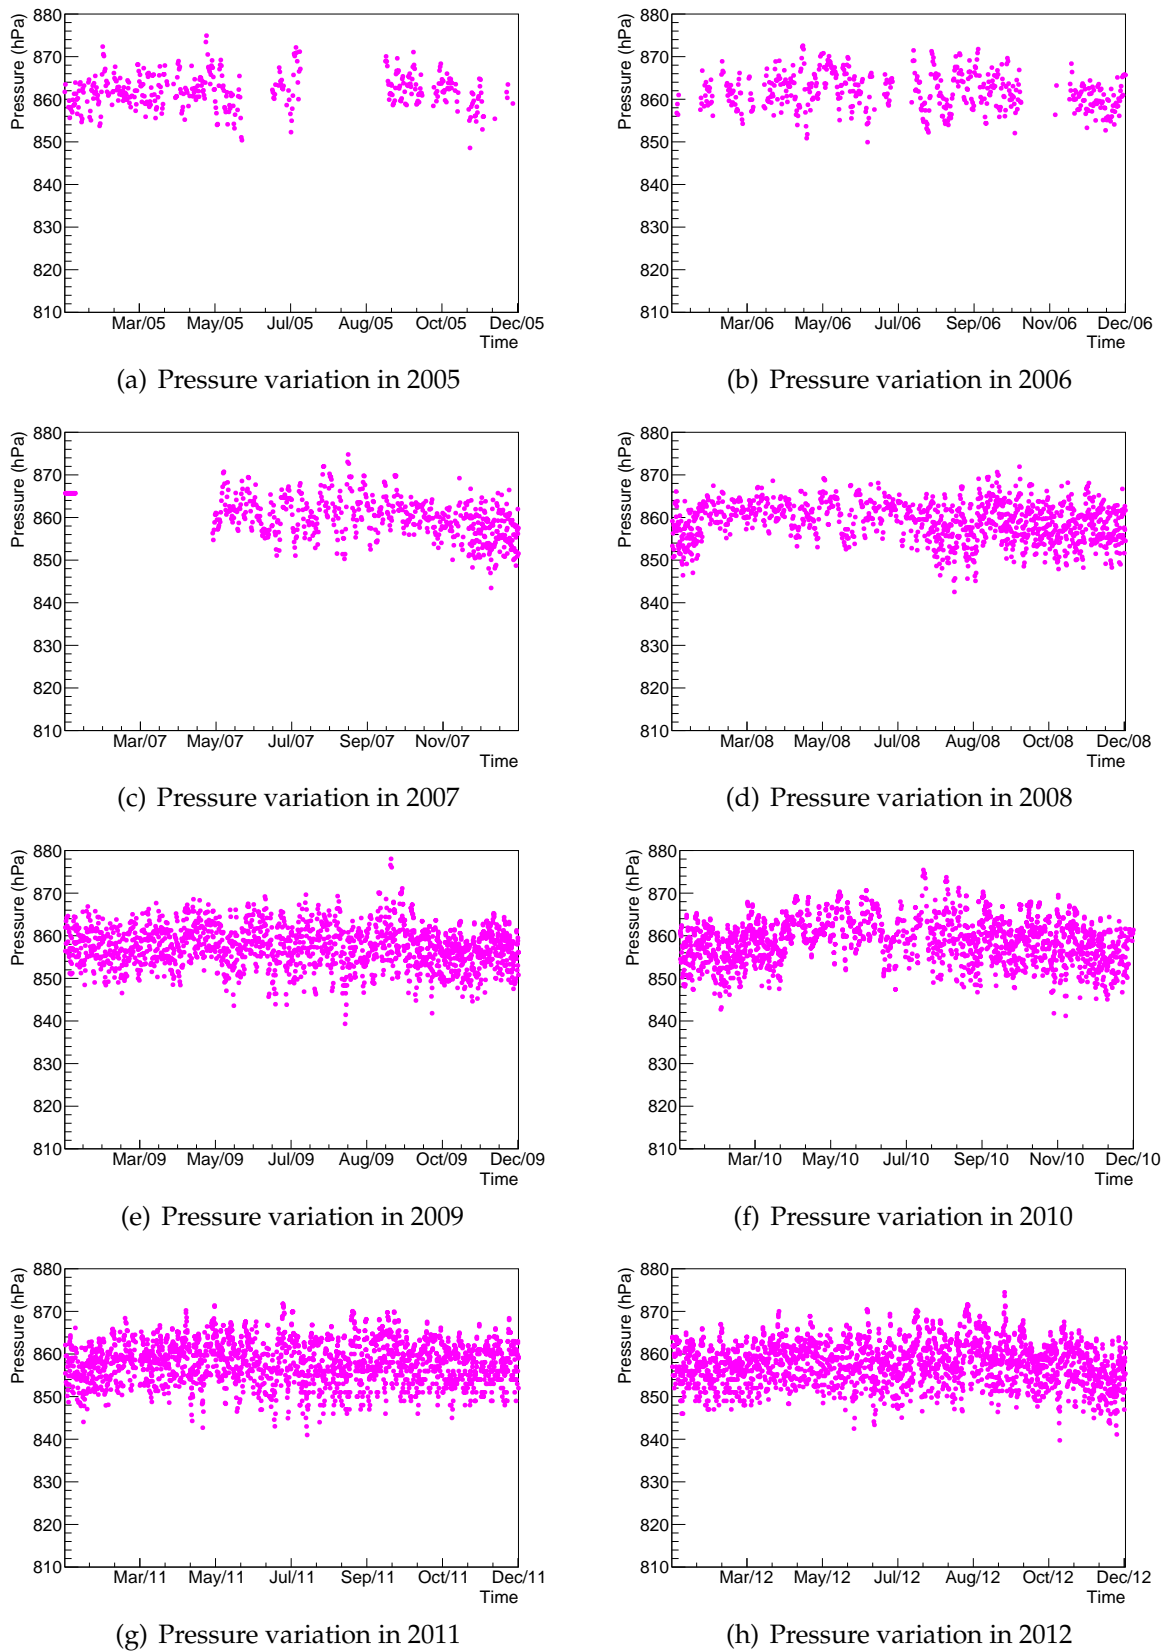 Pressure (hPa)
880
870
860
850
840
830
820
810
Mar/05 May/05 Jul/05 Aug/05 Oct/05 Dec/05
Time
(a) Pressure variation in 2005
Pressure (hPa)
880
870
860
850
840
830
820
810
Mar/06 May/06 Jul/06 Sep/06 Nov/06 Dec/06
Time
(b) Pressure variation in 2006
Pressure (hPa)
880
870
860
850
840
830
820
810
Mar/07 May/07 Jul/07 Sep/07 Nov/07
Time
(c) Pressure variation in 2007
Pressure (hPa)
880
870
860
850
840
830
820
810
Mar/08 May/08 Jul/08 Aug/08 Oct/08 Dec/08
Time
(d) Pressure variation in 2008
Pressure (hPa)
880
870
860
850
840
830
820
810
Mar/09 May/09 Jul/09 Aug/09 Oct/09 Dec/09
Time
(e) Pressure variation in 2009
Pressure (hPa)
880
870
860
850
840
830
820
810
Mar/10 May/10 Jul/10 Sep/10 Nov/10 Dec/10
Time
(f) Pressure variation in 2010
Pressure (hPa)
880
870
860
850
840
830
820
810
Mar/11 May/11 Jul/11 Sep/11 Oct/11 Dec/11
Time
(g) Pressure variation in 2011
Pressure (hPa)
880
870
860
850
840
830
820
810
Mar/12 May/12 Jul/12 Aug/12 Oct/12 Dec/12
Time
(h) Pressure variation in 2012